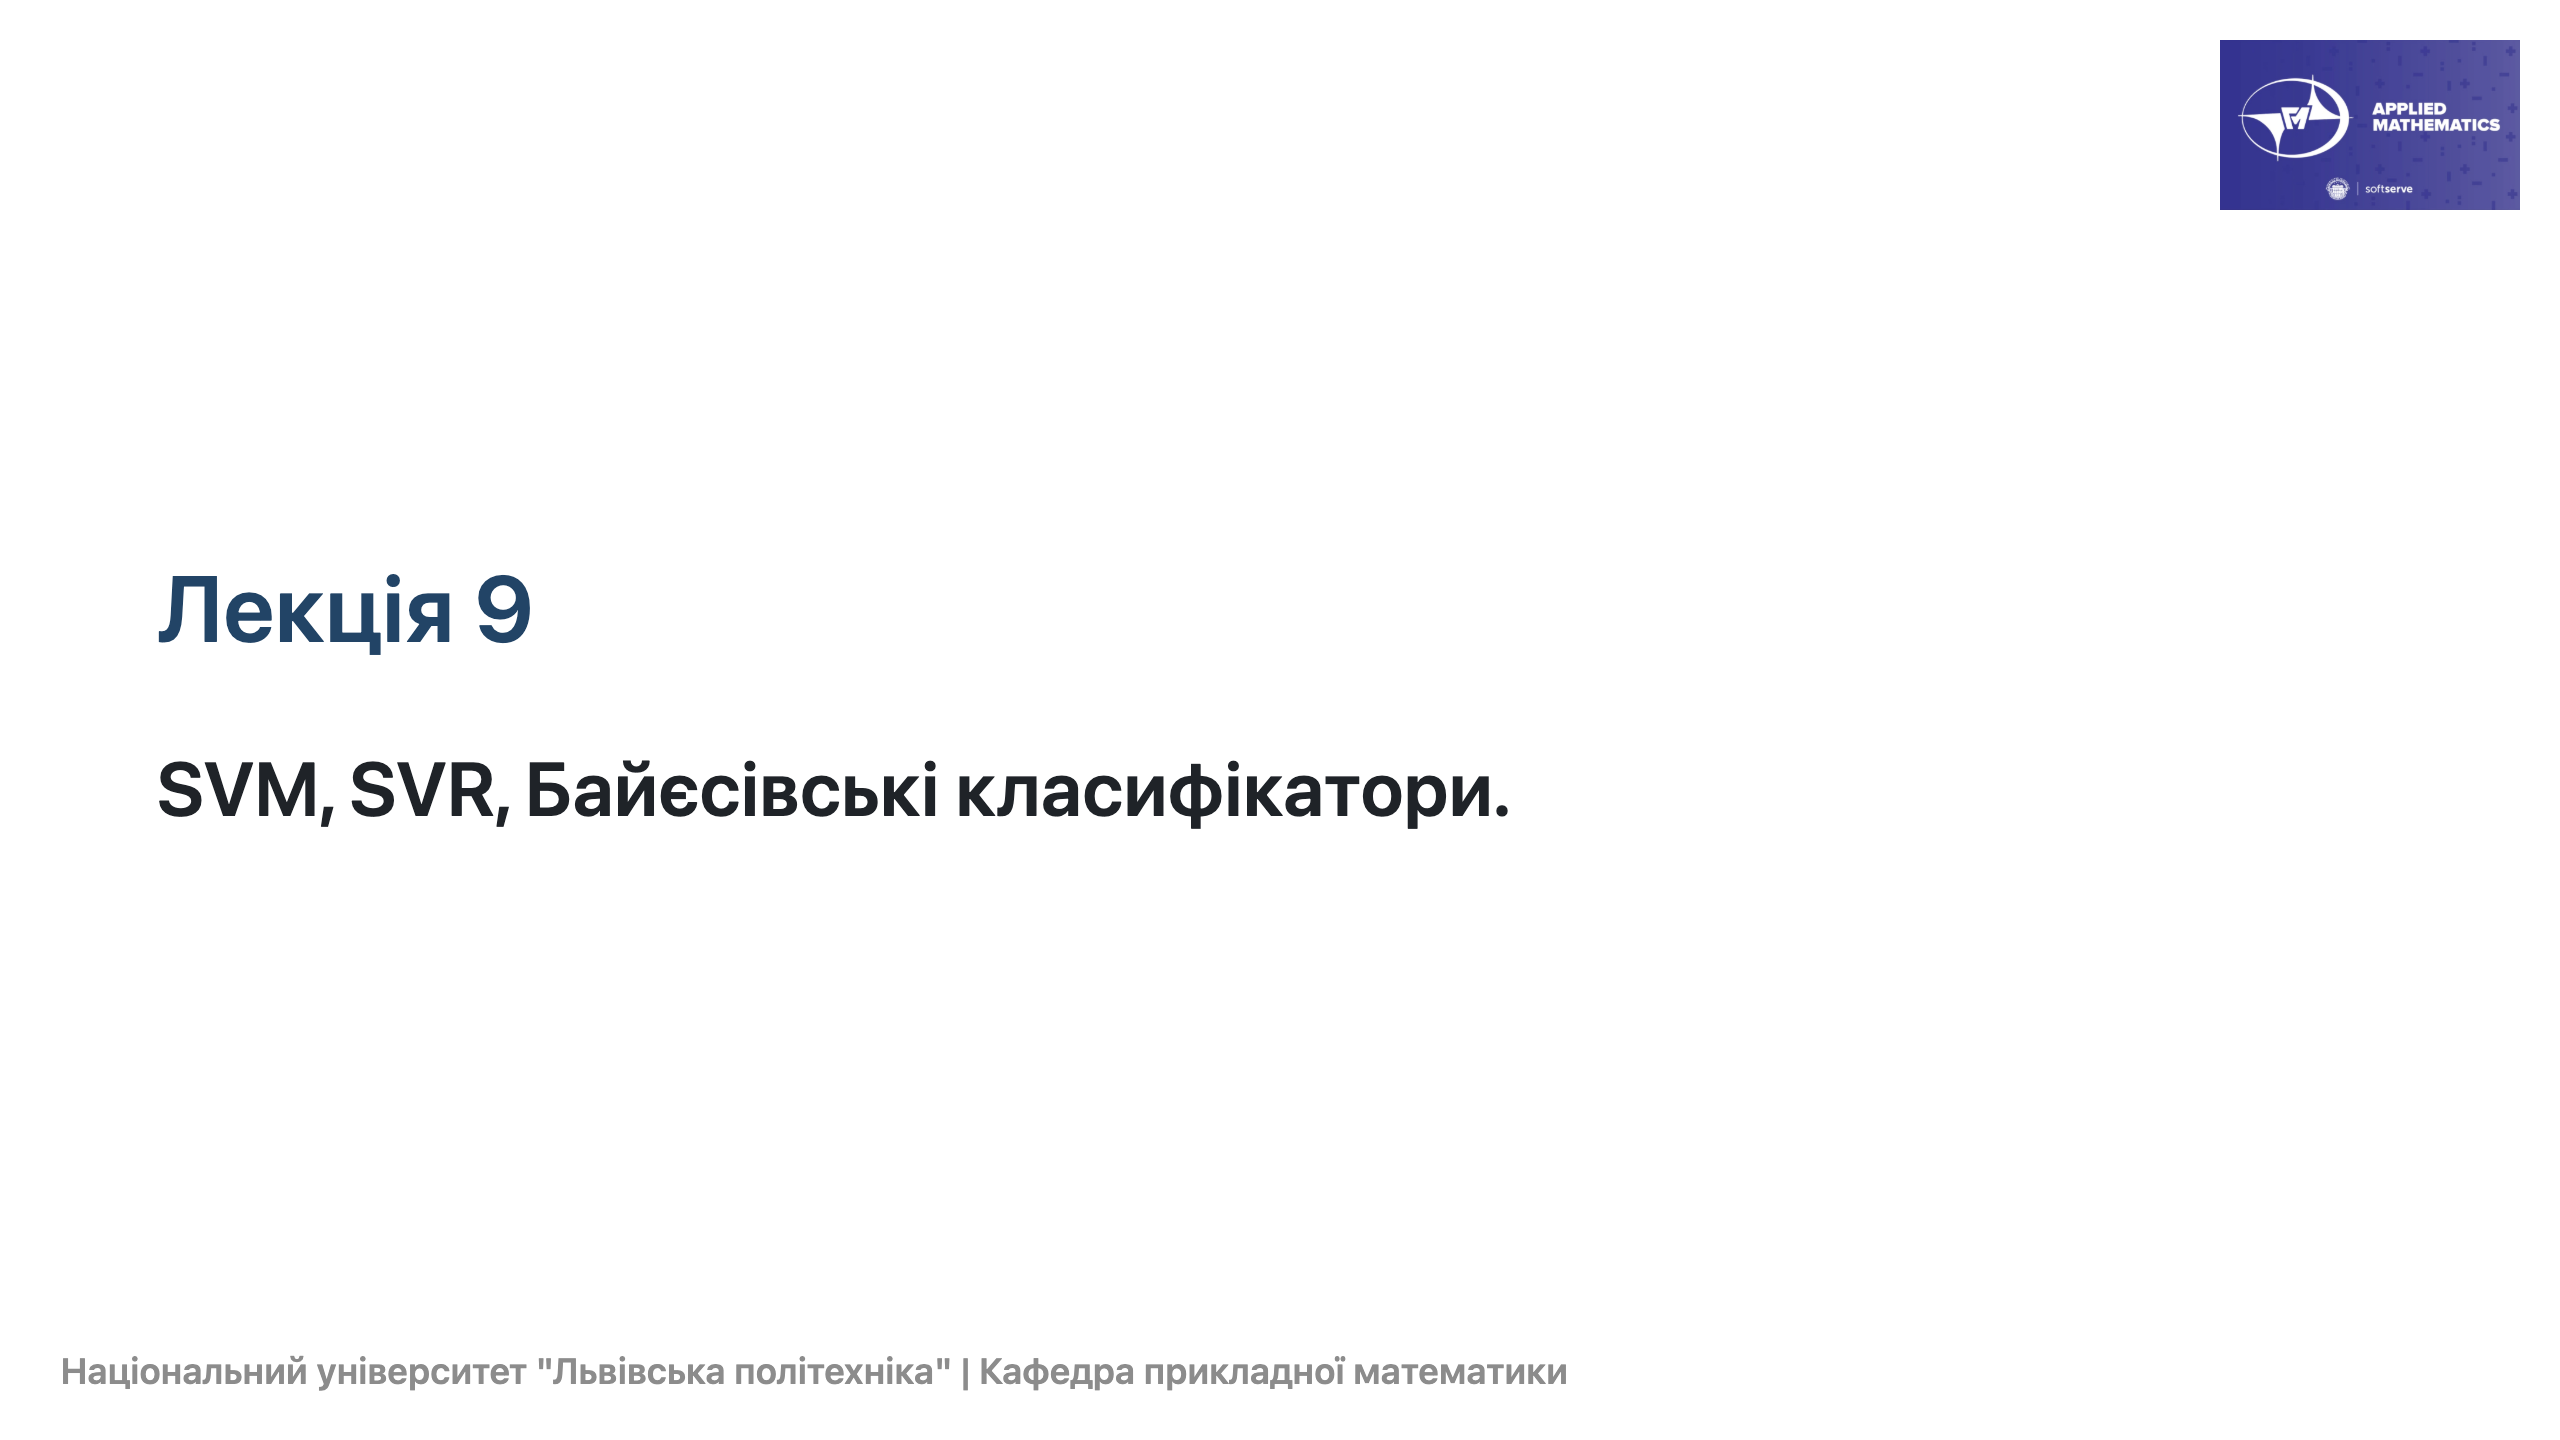 APPLIED
MATHEMATICS
softserve
Лекція 9
SVM, SVR, Байєсівські класифікатори.
Національний університет "Львівська політехніка" | Кафедра прикладної математики